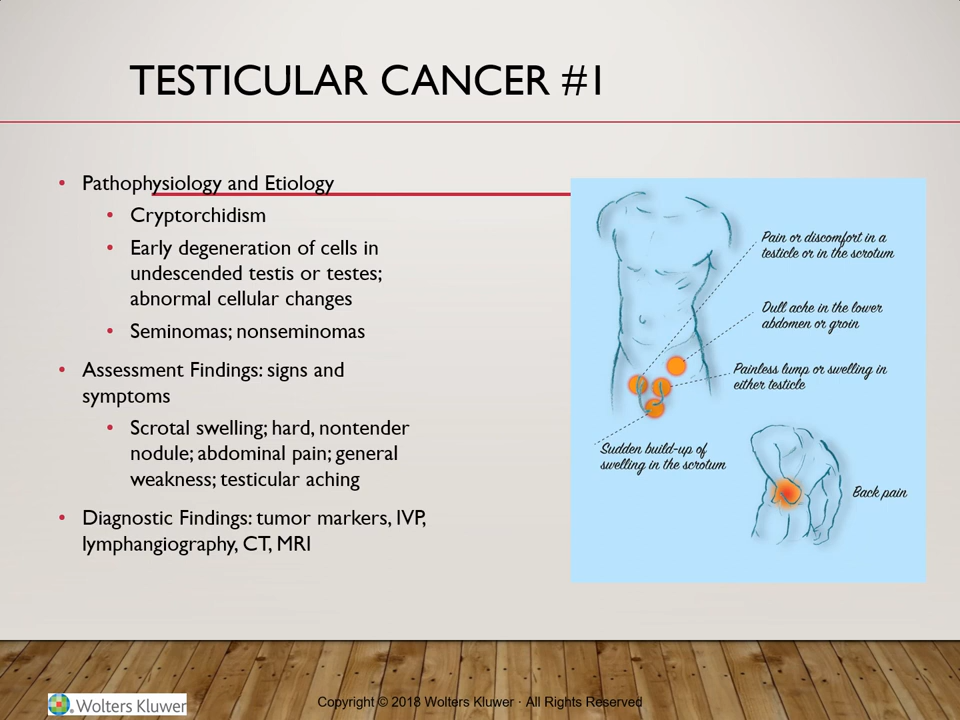 TESTICULAR CANCER #1
• Pathophysiology and Etiology
• Cryptorchidism
• Early degeneration of cells in
undescended testis or testes;
abnormal cellular changes
• Seminomas; nonseminomas
• Assessment Findings: signs and
symptoms
• Scrotal swelling; hard, nontender
nodule; abdominal pain; general
weakness; testicular aching
• Diagnostic Findings: tumor markers, IVP,
lymphangiography, CT, MRI
Pain or discomfort in a
testicle or in the scrotum
Dull ache in the lower
abdomen or groin
Painless lump or swelling in
either testicle
Sudden build-up of
swelling in the scrotum
Back pain
Wolters Kluwer
Copyright © 2018 Wolters Kluwer · All Rights Reserved